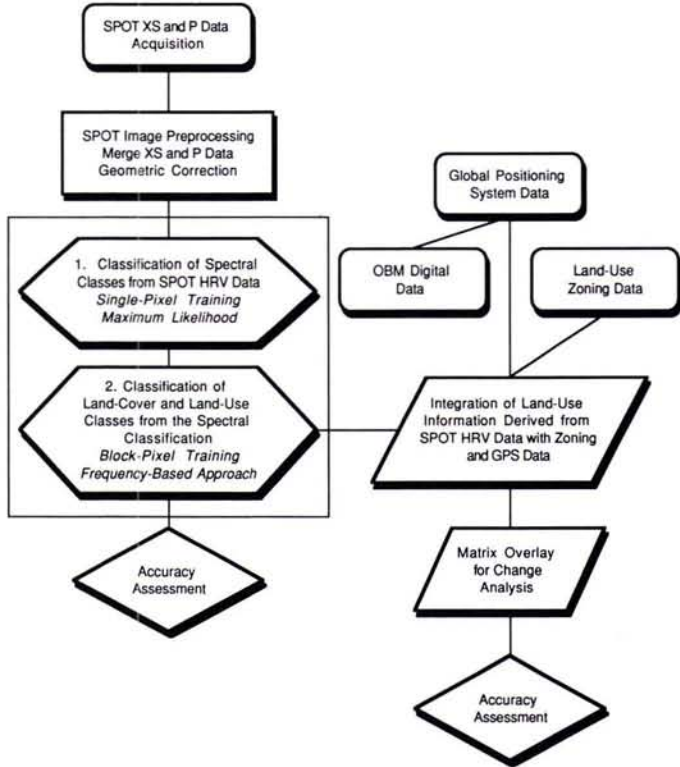 SPOT XS and P Data
Acquisition
SPOT Image Preprocessing
Merge XS and P Data
Geometric Correction
1. Classification of Spectral
Classes from SPOT HRV Data
Single-Pixel Training
Maximum Likelihood
2. Classification of
Land-Cover and Land-Use
Classes from the Spectral
Classification
Block-Pixel Training
Frequency-Based Approach
Accuracy
Assessment
Global Positioning
System Data
OBM Digital
Data
Land-Use
Zoning Data
Integration of Land-Use
Information Derived from
SPOT HRV Data with Zoning
and GPS Data
Matrix Overlay
for Change
Analysis
Accuracy
Assessment